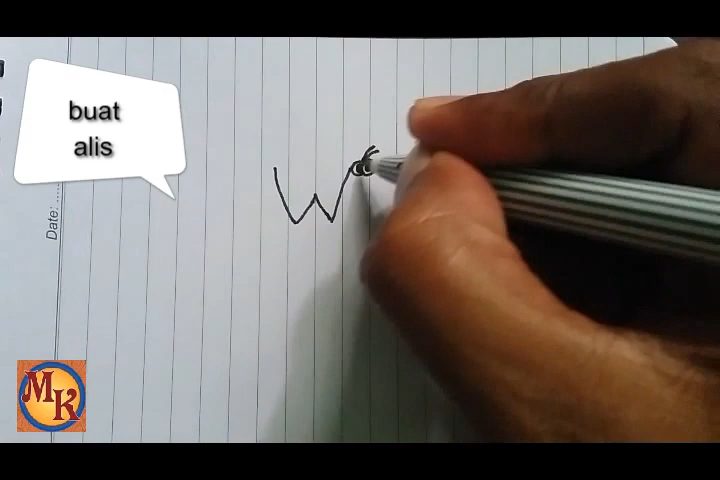 buat
alis
Date: .....
W
MK